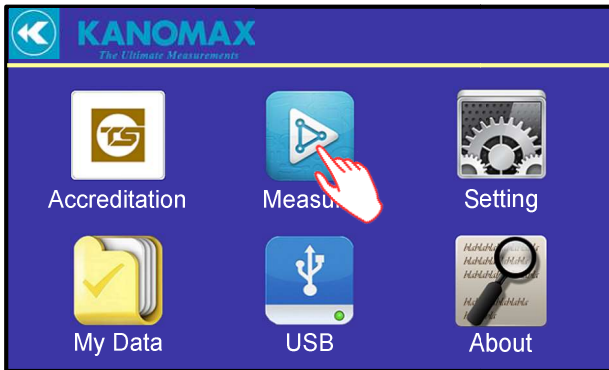 KANOMAX
The Ultimate Measurements
Accreditation
Setting
My Data
USB
About